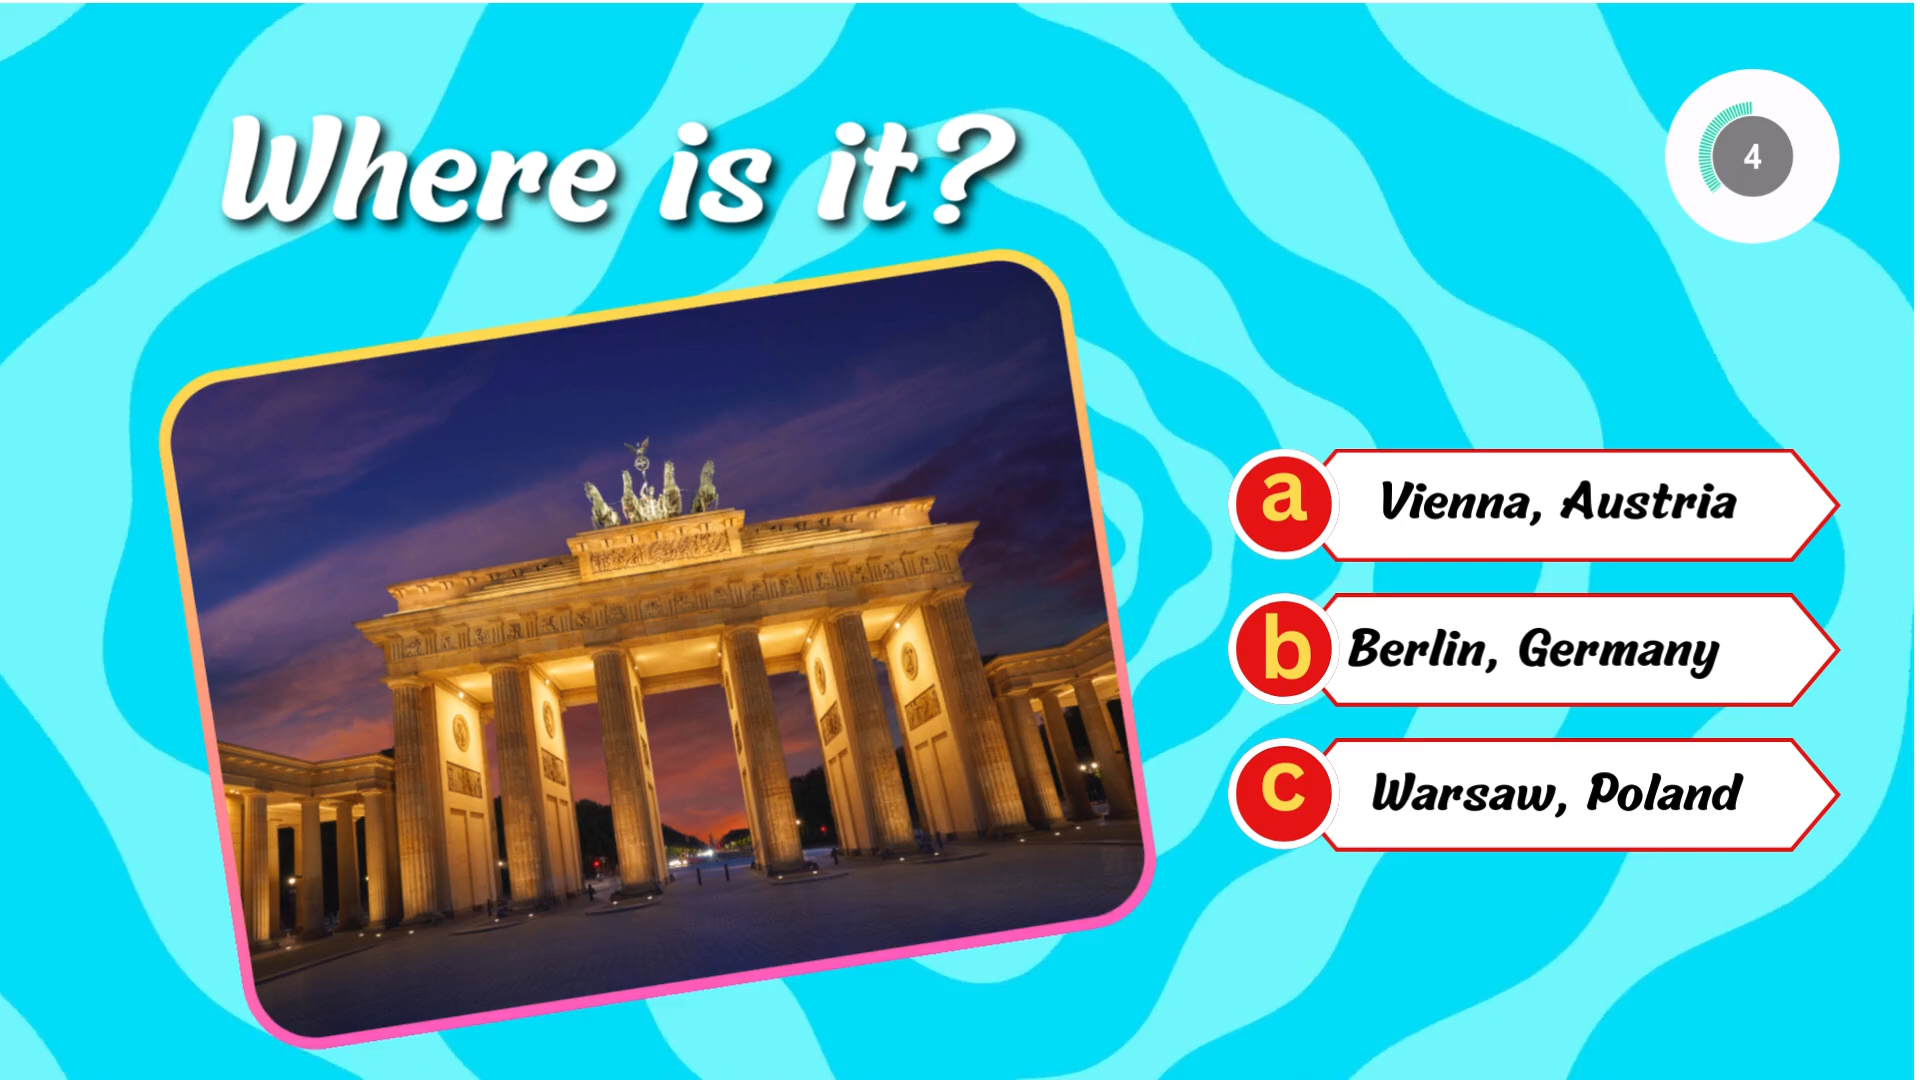 Where is it?
4
a Vienna, Austria
b Berlin, Germany
c Warsaw, Poland